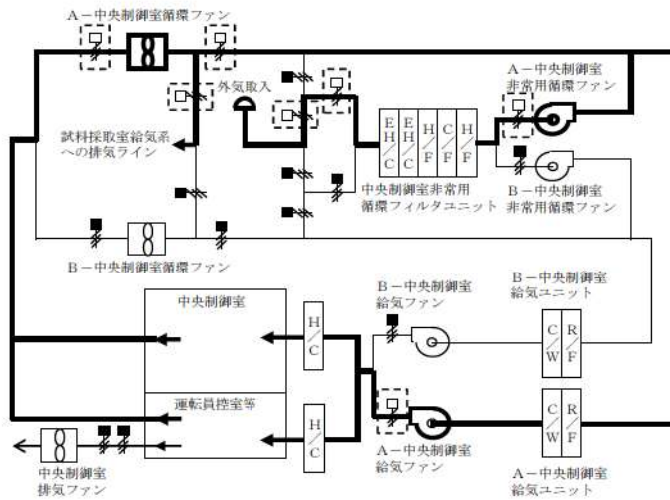 A－中央制御室循環ファン
外気取入
A－中央制御室
非常用循環ファン
試料採取室給気系
への排気ライン
E
H
/
C
E
H
/
C
H
/
F
C
/
F
H
/
F
中央制御室非常用
循環フィルタユニット
B－中央制御室
非常用循環ファン
B－中央制御室循環ファン
中央制御室
H
/
C
B－中央制御室
給気ファン
B－中央制御室
給気ユニット
C
/
W
R
/
F
運転員控室等
H
/
C
C
/
W
R
/
F
中央制御室
排気ファン
A－中央制御室
給気ファン
A－中央制御室
給気ユニット